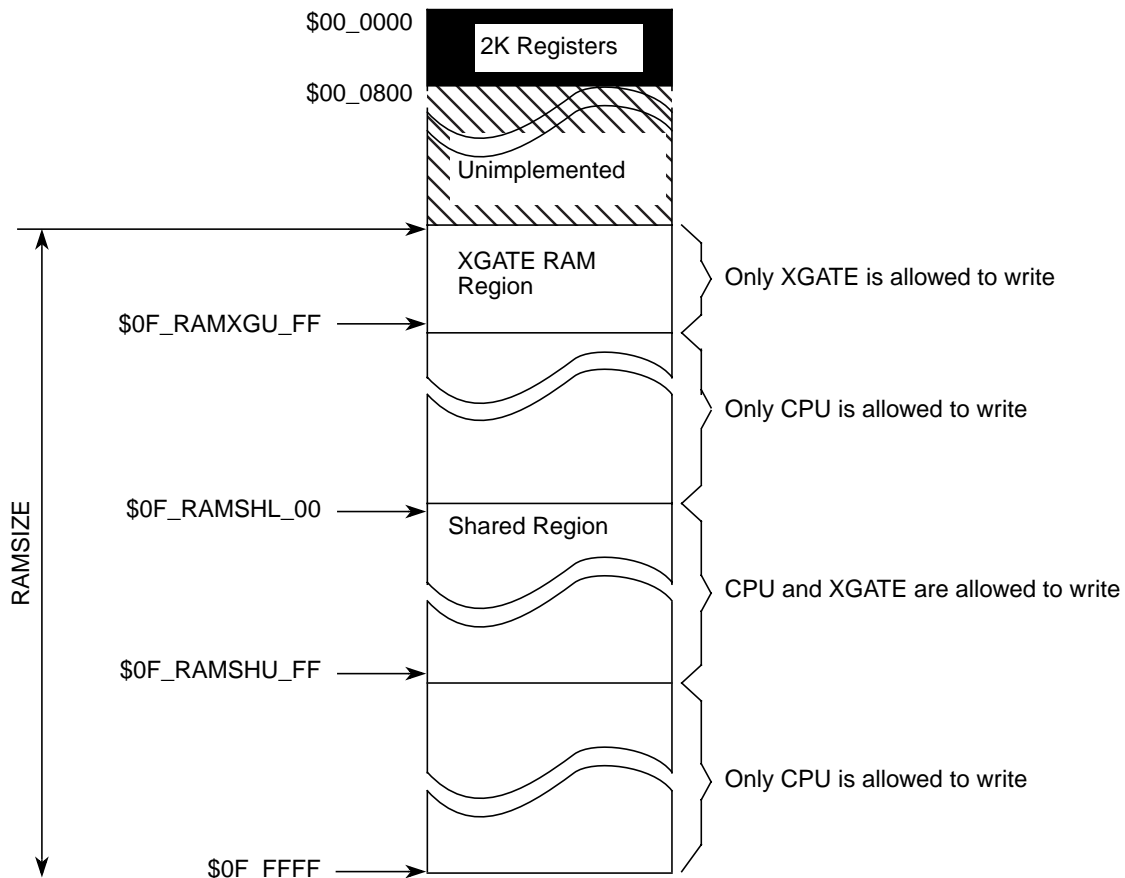 $00_0000
2K Registers
$00_0800
Unimplemented
XGATE RAM
Region
Only XGATE is allowed to write
$0F_RAMXGU_FF
Only CPU is allowed to write
$0F_RAMSHL_00
Shared Region
RAMSIZE
CPU and XGATE are allowed to write
$0F_RAMSHU_FF
Only CPU is allowed to write
$0F_FFFF